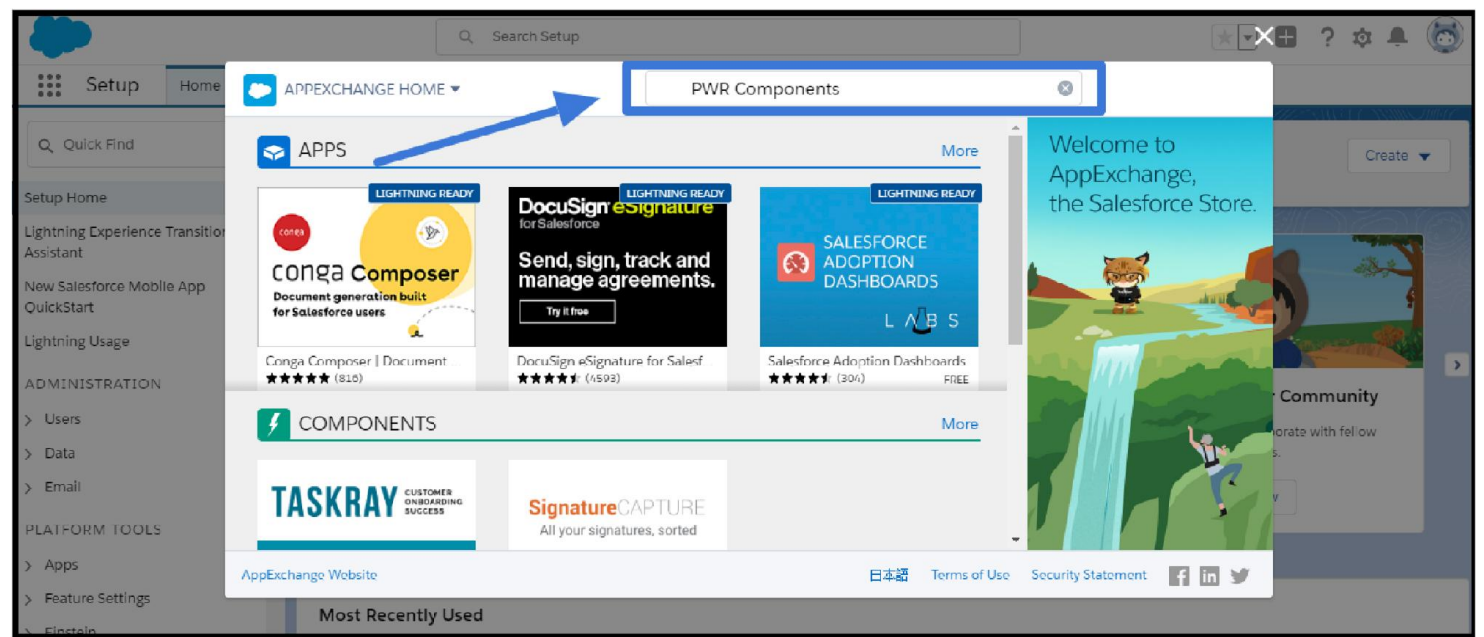 Search Setup
Setup
Home
APPEXCHANGE HOME
PWR Components
Quick Find
Setup Home
Lightning Experience Transition
Assistant
New Salesforce Mobile App
QuickStart
Lightning Usage
ADMINISTRATION
Users
Data
Email
PLATFORM TOOLS
Apps
Feature Settings
Einstein
APPS
More
LIGHTNING READY
conga
conga Composer
Document generation built
for Salesforce users
Conga Composer | Document ...
(816)
LIGHTNING READY
DocuSign eSignature
for Salesforce
Send, sign, track and
manage agreements.
Try it free
DocuSign eSignature for Salesf
(4593)
LIGHTNING READY
SALESFORCE
ADOPTION
DASHBOARDS
LABS
Salesforce Adoption Dashboards
(304)
FREE
COMPONENTS
More
TASKRAY
CUSTOMER
ONBOARDING
SUCCESS
SignatureCAPTURE
All your signatures, sorted
Welcome to
AppExchange,
the Salesforce Store.
Create
Community
orate with fellow
AppExchange Website
日本語
Terms of Use
Security Statement
Most Recently Used